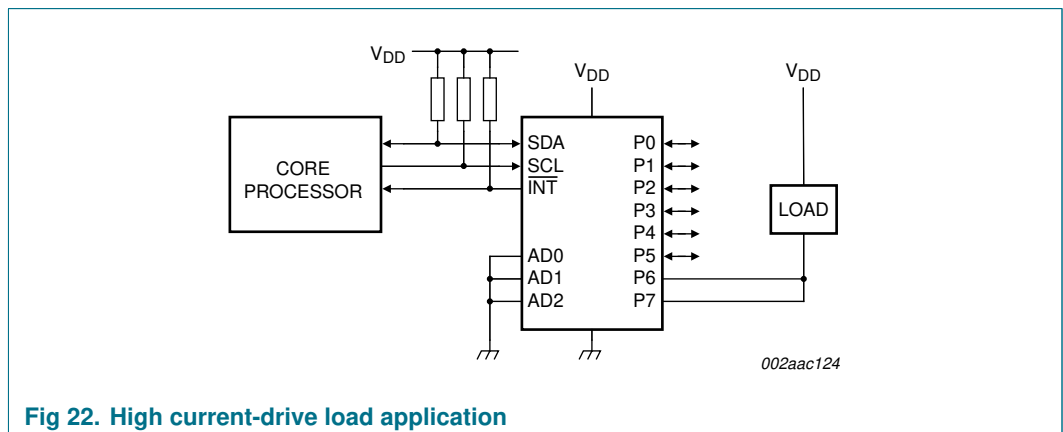 VDD
VDD
VDD
CORE
PROCESSOR
SDA
SCL
INT
AD0
AD1
AD2
P0
P1
P2
P3
P4
P5
P6
P7
LOAD
002aac124
Fig 22. High current-drive load application